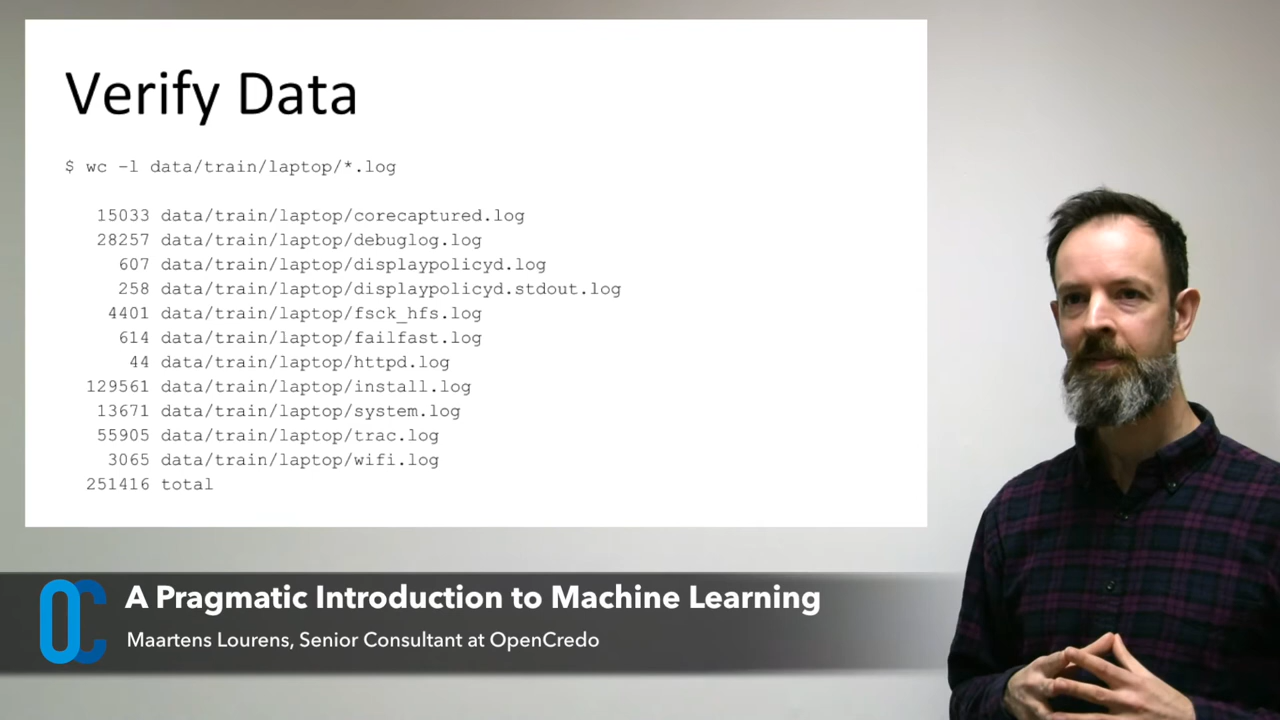 Verify Data
$ wc -l data/train/laptop/*.log
15033 data/train/laptop/corecaptured.log
28257 data/train/laptop/debuglog.log
607 data/train/laptop/displaypolicyd.log
258 data/train/laptop/displaypolicyd.stdout.log
4401 data/train/laptop/fsck_hfs.log
614 data/train/laptop/failfast.log
44 data/train/laptop/httpd.log
129561 data/train/laptop/install.log
13671 data/train/laptop/system.log
55905 data/train/laptop/trac.log
3065 data/train/laptop/wifi.log
251416 total
OC
A Pragmatic Introduction to Machine Learning
Maartens Lourens, Senior Consultant at OpenCredo